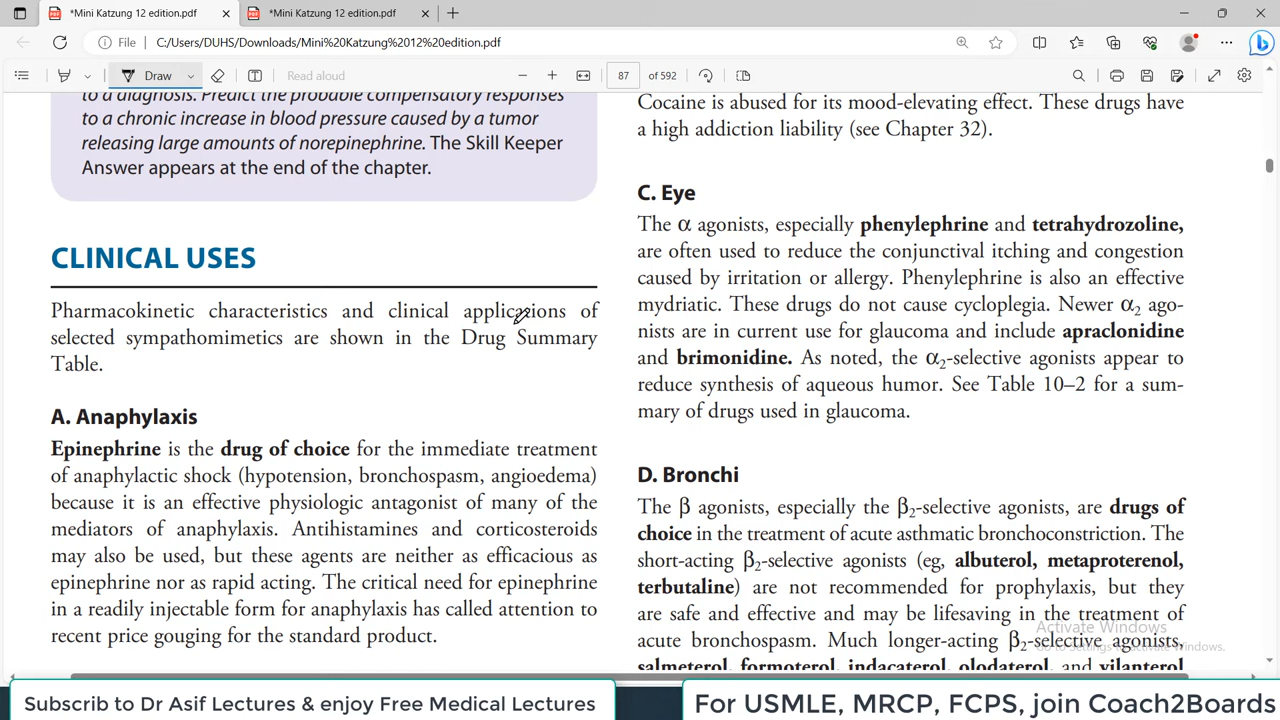 *Mini Katzung 12 edition.pdf
*Mini Katzung 12 edition.pdf
File
C:/Users/DUHS/Downloads/Mini%20Katzung%2012%20edition.pdf
Draw
Read aloud
87 of 592
to a diagnosis. Predict the probable compensatory responses
to a chronic increase in blood pressure caused by a tumor
releasing large amounts of norepinephrine. The Skill Keeper
Answer appears at the end of the chapter.
CLINICAL USES
Pharmacokinetic characteristics and clinical applications of
selected sympathomimetics are shown in the Drug Summary
Table.
A. Anaphylaxis
Epinephrine is the drug of choice for the immediate treatment
of anaphylactic shock (hypotension, bronchospasm, angioedema)
because it is an effective physiologic antagonist of many of the
mediators of anaphylaxis. Antihistamines and corticosteroids
may also be used, but these agents are neither as efficacious as
epinephrine nor as rapid acting. The critical need for epinephrine
in a readily injectable form for anaphylaxis has called attention to
recent price gouging for the standard product.
Cocaine is abused for its mood-elevating effect. These drugs have
a high addiction liability (see Chapter 32).
C. Eye
The α agonists, especially phenylephrine and tetrahydrozoline,
are often used to reduce the conjunctival itching and congestion
caused by irritation or allergy. Phenylephrine is also an effective
mydriatic. These drugs do not cause cycloplegia. Newer α2 ago-
nists are in current use for glaucoma and include apraclonidine
and brimonidine. As noted, the α2-selective agonists appear to
reduce synthesis of aqueous humor. See Table 10–2 for a sum-
mary of drugs used in glaucoma.
D. Bronchi
The β agonists, especially the β2-selective agonists, are drugs of
choice in the treatment of acute asthmatic bronchoconstriction. The
short-acting β2-selective agonists (eg, albuterol, metaproterenol,
terbutaline) are not recommended for prophylaxis, but they
are safe and effective and may be lifesaving in the treatment of
acute bronchospasm. Much longer-acting β2-selective agonists,
salmeterol, formoterol, indacaterol, olodaterol, and vilanterol
Activate Windows
Go to Settings to activate Windows.
Subscrib to Dr Asif Lectures & enjoy Free Medical Lectures
For USMLE, MRCP, FCPS, join Coach2Boards